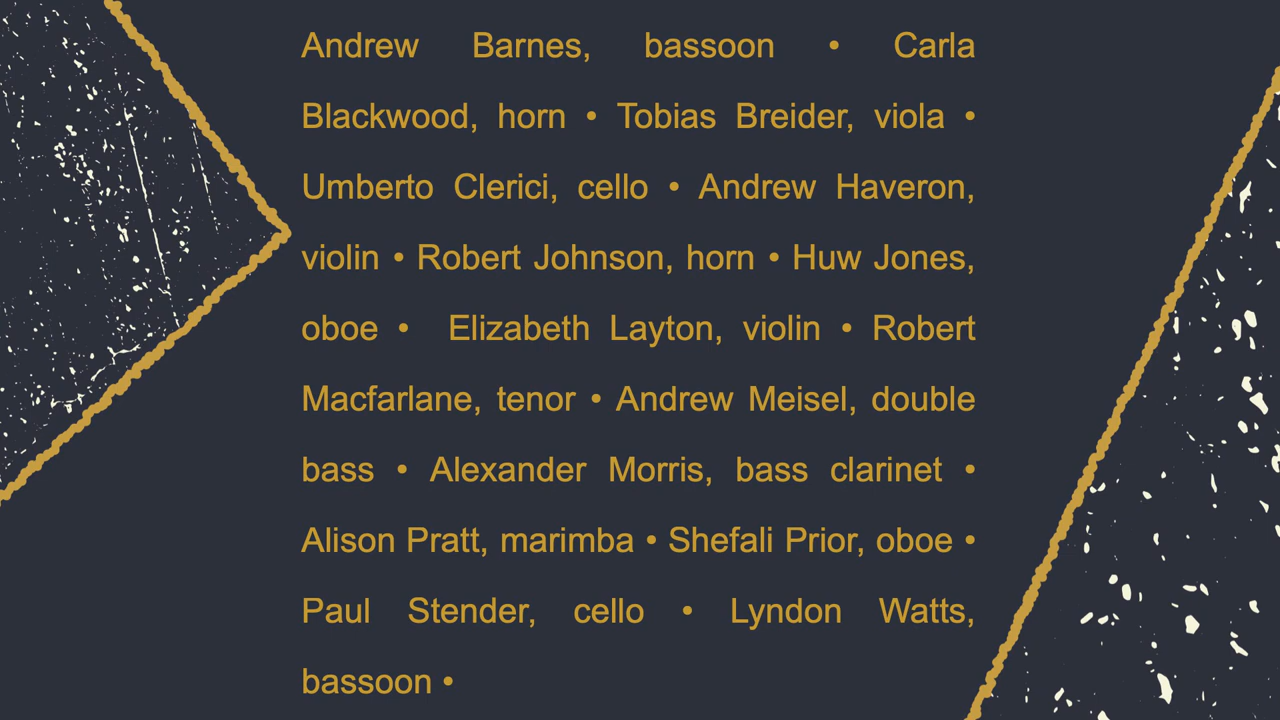 Andrew Barnes, bassoon • Carla
Blackwood, horn • Tobias Breider, viola •
Umberto Clerici, cello • Andrew Haveron,
violin • Robert Johnson, horn • Huw Jones,
oboe • Elizabeth Layton, violin • Robert
Macfarlane, tenor • Andrew Meisel, double
bass • Alexander Morris, bass clarinet •
Alison Pratt, marimba • Shefali Prior, oboe •
Paul Stender, cello • Lyndon Watts,
bassoon •